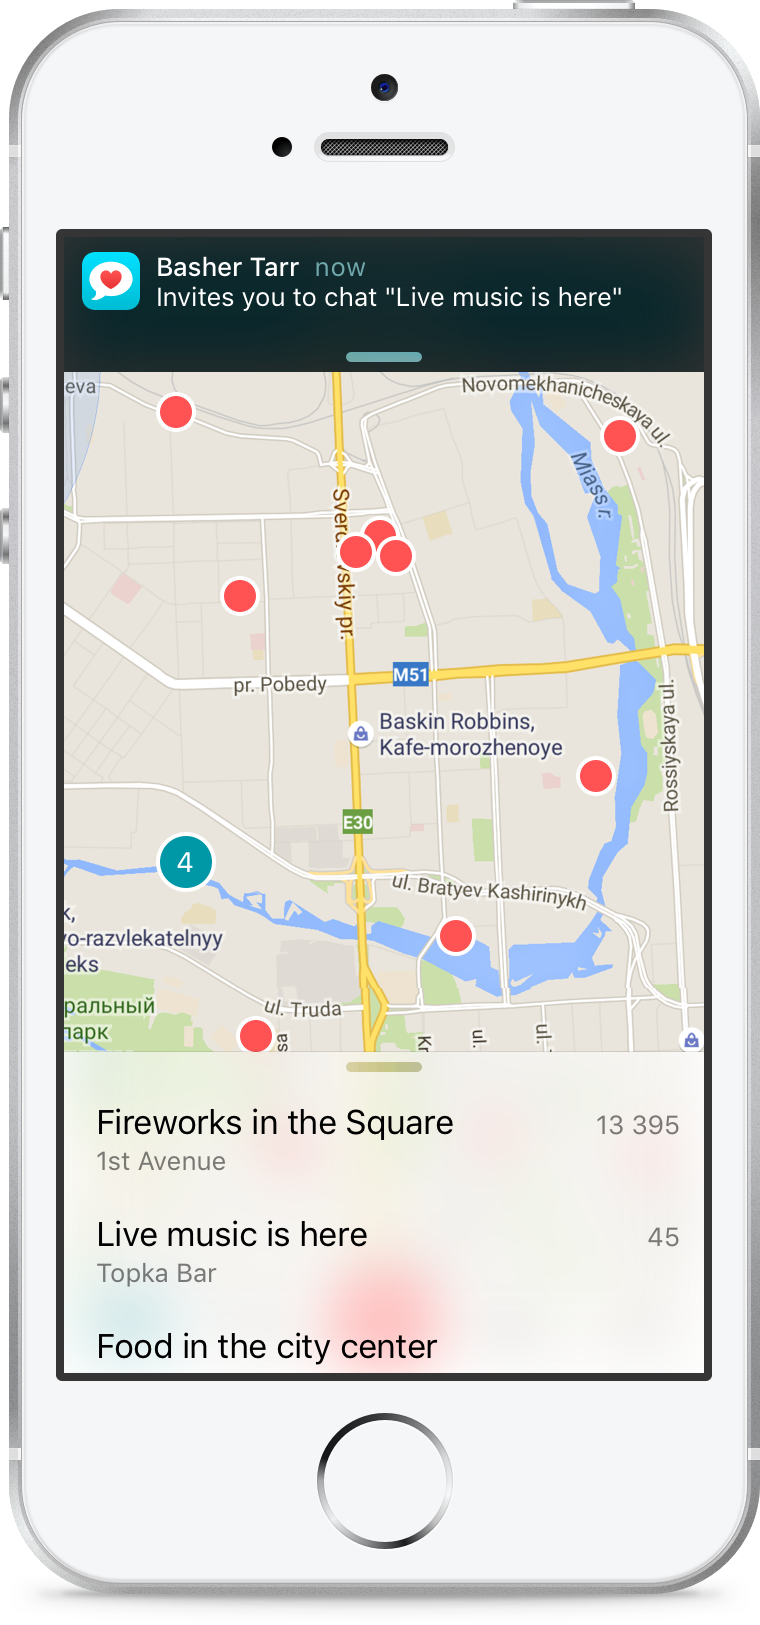 Basher Tarr now
Invites you to chat "Live music is here"
eva
Novomekhanicheskaya ul.
Miass r.
pr.
M51
pr. Pobedy
Baskin Robbins,
Kafe-morozhenoye
Rossiyskaya ul.
E30
4
ul. Bratyev Kashirinykh
k,
yo-razvlekatelnyy
eks
ральный
парк
ul. Truda
sa
Kr
ul.
ul.
Fireworks in the Square 13 395
1st Avenue
Live music is here 45
Topka Bar
Food in the city center